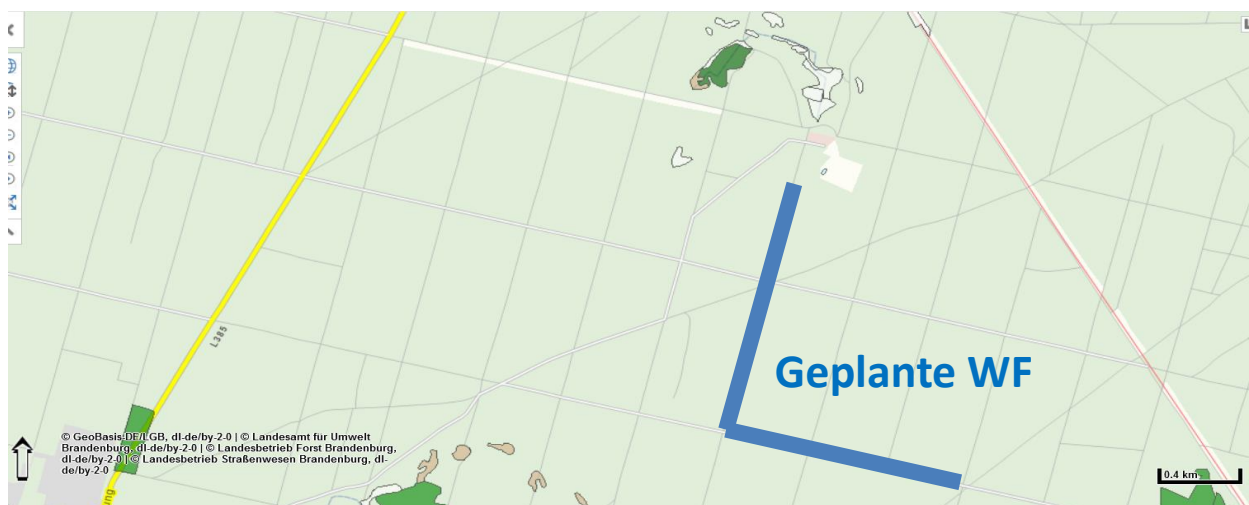 L385
Geplante WF
© GeoBasis-DE/LGB, dl-de/by-2-0 | © Landesamt für Umwelt
Brandenburg, dl-de/by-2-0 | © Landesbetrieb Forst Brandenburg,
dl-de/by-2-0 | © Landesbetrieb Straßenwesen Brandenburg, dl-
de/by-2-0
0.4 km
ung